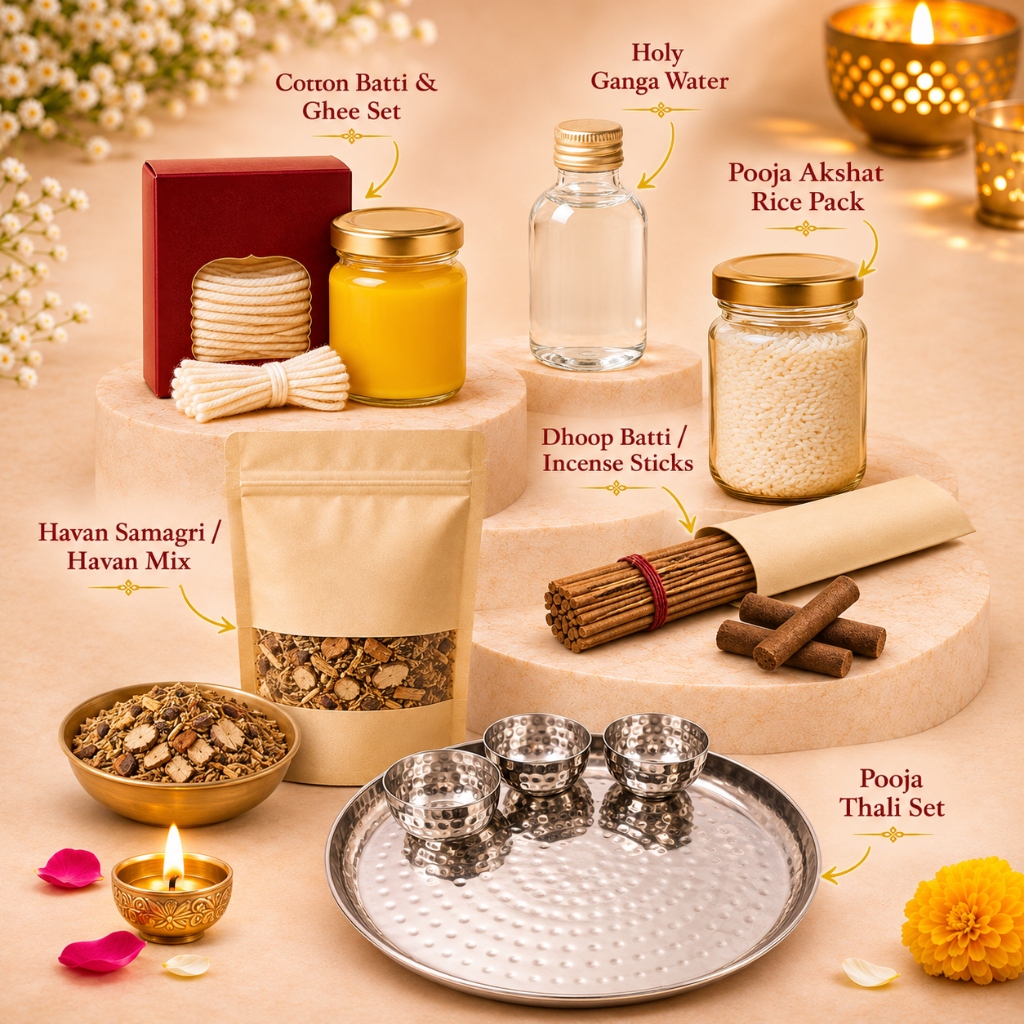 Cotton Batti &
Ghee Set
Holy
Ganga Water
Pooja Akshat
Rice Pack
Dhoop Batti /
Incense Sticks
Havan Samagri /
Havan Mix
Pooja
Thali Set